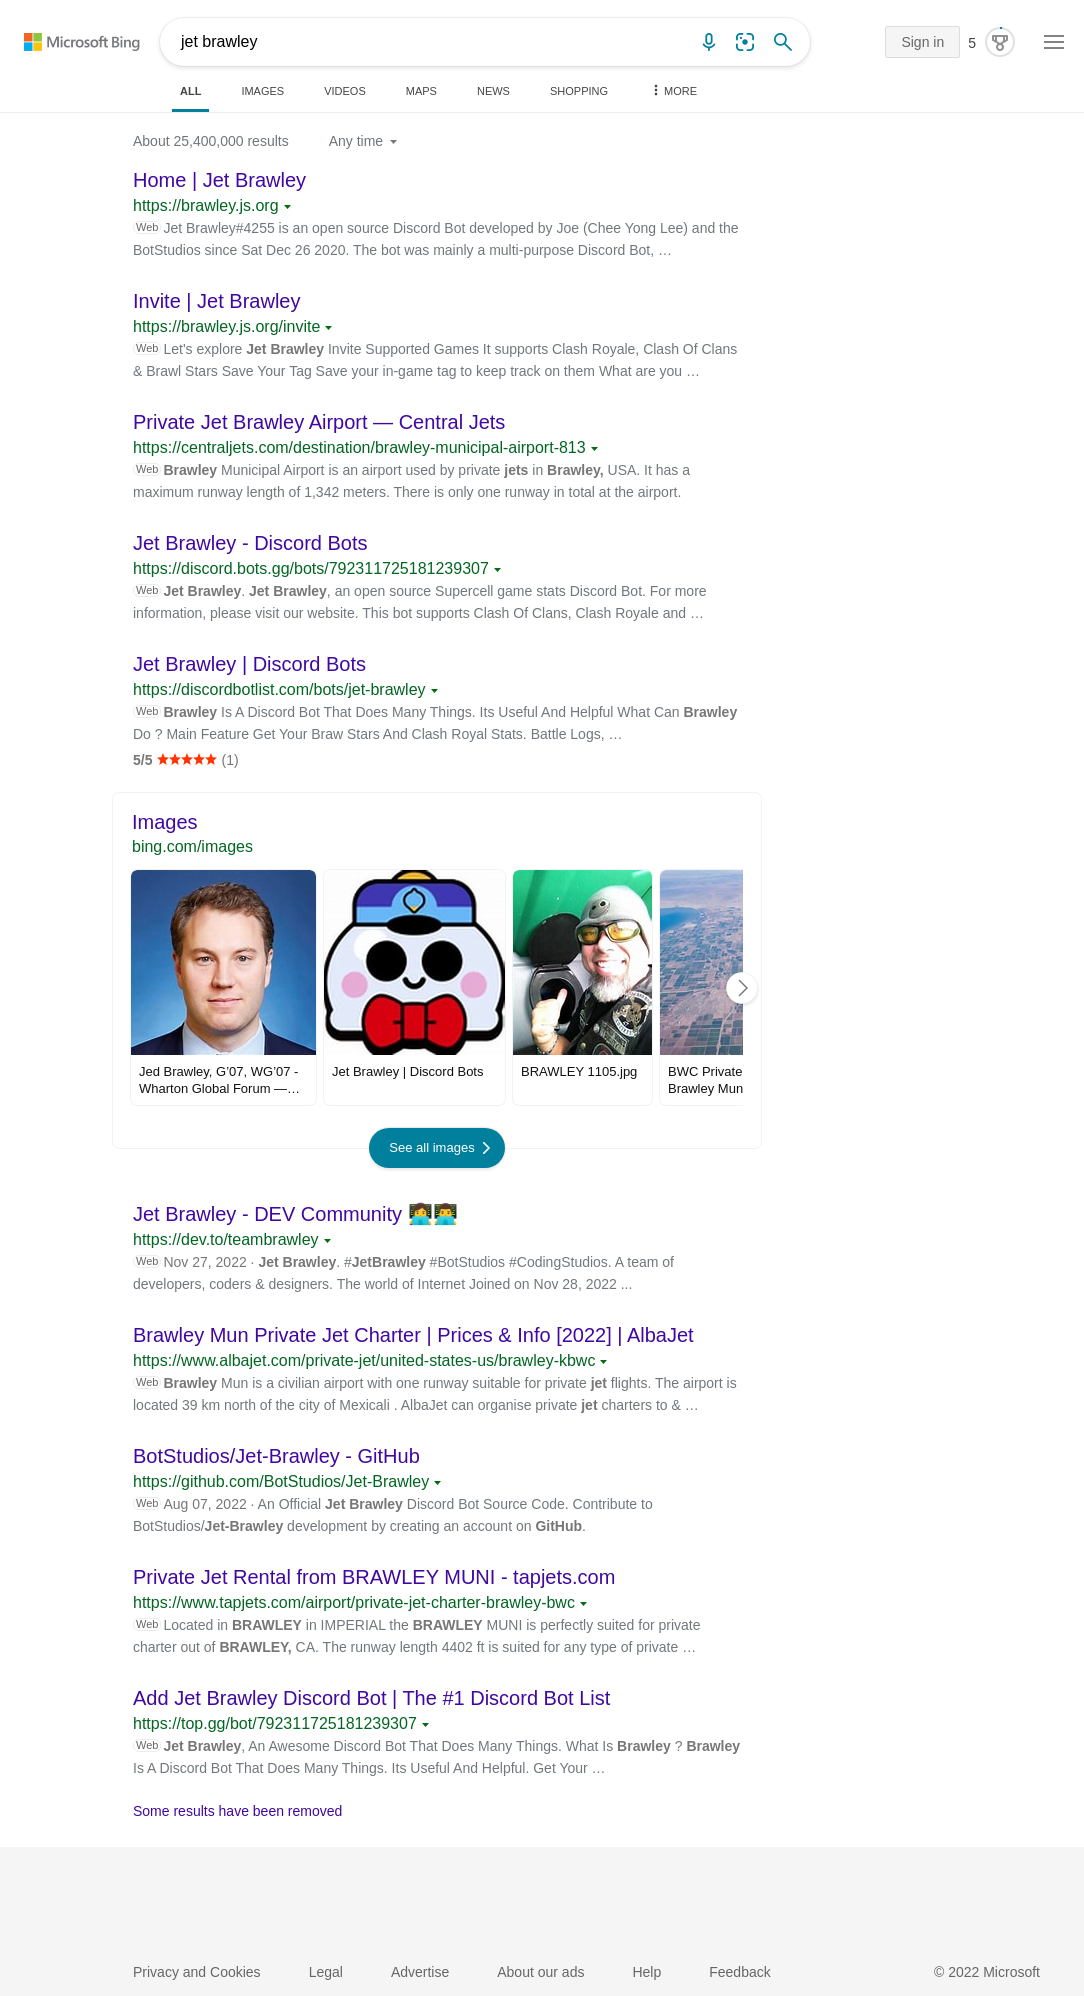 Microsoft Bing
jet brawley
Sign in
5
ALL
IMAGES
VIDEOS
MAPS
NEWS
SHOPPING
MORE
About 25,400,000 results
Any time
Home | Jet Brawley
https://brawley.js.org
Web Jet Brawley#4255 is an open source Discord Bot developed by Joe (Chee Yong Lee) and the
BotStudios since Sat Dec 26 2020. The bot was mainly a multi-purpose Discord Bot, …
Invite | Jet Brawley
https://brawley.js.org/invite
Web Let's explore Jet Brawley Invite Supported Games It supports Clash Royale, Clash Of Clans
& Brawl Stars Save Your Tag Save your in-game tag to keep track on them What are you …
Private Jet Brawley Airport — Central Jets
https://centraljets.com/destination/brawley-municipal-airport-813
Web Brawley Municipal Airport is an airport used by private jets in Brawley, USA. It has a
maximum runway length of 1,342 meters. There is only one runway in total at the airport.
Jet Brawley - Discord Bots
https://discord.bots.gg/bots/792311725181239307
Web Jet Brawley. Jet Brawley, an open source Supercell game stats Discord Bot. For more
information, please visit our website. This bot supports Clash Of Clans, Clash Royale and …
Jet Brawley | Discord Bots
https://discordbotlist.com/bots/jet-brawley
Web Brawley Is A Discord Bot That Does Many Things. Its Useful And Helpful What Can Brawley
Do ? Main Feature Get Your Braw Stars And Clash Royal Stats. Battle Logs, …
5/5 ★★★★★ (1)
Images
bing.com/images
Jed Brawley, G'07, WG'07 -
Wharton Global Forum —…
Jet Brawley | Discord Bots
BRAWLEY 1105.jpg
BWC Private
Brawley Mun
See all images
Jet Brawley - DEV Community 👩‍💻👨‍💻
https://dev.to/teambrawley
Web Nov 27, 2022 · Jet Brawley. #JetBrawley #BotStudios #CodingStudios. A team of
developers, coders & designers. The world of Internet Joined on Nov 28, 2022 ...
Brawley Mun Private Jet Charter | Prices & Info [2022] | AlbaJet
https://www.albajet.com/private-jet/united-states-us/brawley-kbwc
Web Brawley Mun is a civilian airport with one runway suitable for private jet flights. The airport is
located 39 km north of the city of Mexicali . AlbaJet can organise private jet charters to & …
BotStudios/Jet-Brawley - GitHub
https://github.com/BotStudios/Jet-Brawley
Web Aug 07, 2022 · An Official Jet Brawley Discord Bot Source Code. Contribute to
BotStudios/Jet-Brawley development by creating an account on GitHub.
Private Jet Rental from BRAWLEY MUNI - tapjets.com
https://www.tapjets.com/airport/private-jet-charter-brawley-bwc
Web Located in BRAWLEY in IMPERIAL the BRAWLEY MUNI is perfectly suited for private
charter out of BRAWLEY, CA. The runway length 4402 ft is suited for any type of private …
Add Jet Brawley Discord Bot | The #1 Discord Bot List
https://top.gg/bot/792311725181239307
Web Jet Brawley, An Awesome Discord Bot That Does Many Things. What Is Brawley ? Brawley
Is A Discord Bot That Does Many Things. Its Useful And Helpful. Get Your …
Some results have been removed
Privacy and Cookies
Legal
Advertise
About our ads
Help
Feedback
© 2022 Microsoft